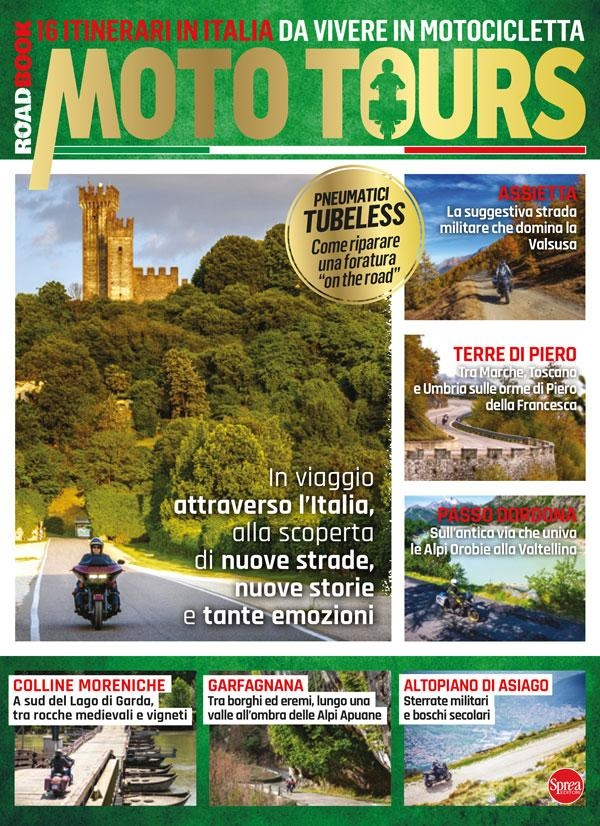 16 ITINERARI IN ITALIA DA VIVERE IN MOTOCICLETTA
ROADBOOK
MOTO TOURS
PNEUMATICI
TUBELESS
Come riparare
una foratura
“on the road”
ASSIETTA
La suggestiva strada
militare che domina la
Valsusa
TERRE DI PIERO
Tra Marche, Toscana
e Umbria sulle orme di Piero
della Francesca
PASSO DORDONA
Sull'antica via che univa
le Alpi Orobie alla Valtellina
In viaggio
attraverso l'Italia,
alla scoperta
di nuove strade,
nuove storie
e tante emozioni
COLLINE MORENICHE
A sud del Lago di Garda,
tra rocche medievali e vigneti
GARFAGNANA
Tra borghi ed eremi, lungo una
valle all'ombra delle Alpi Apuane
ALTOPIANO DI ASIAGO
Sterrate militari
e boschi secolari
Sprea
EDITORI